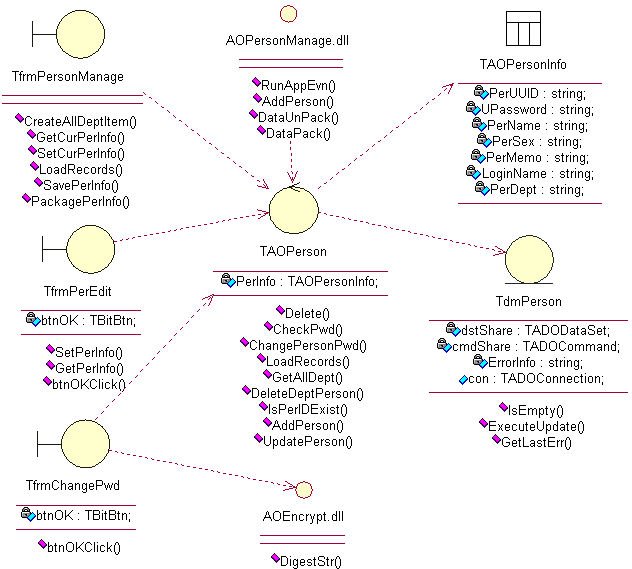 TfrmPersonManage
CreateAllDeptItem()
GetCurPerInfo()
SetCurPerInfo()
LoadRecords()
SavePerInfo()
PackagePerInfo()
AOPersonManage.dll
RunAppEvn()
AddPerson()
DataUnPack()
DataPack()
TAOPersonInfo
PerUUID : string;
UPassword : string;
PerName : string;
PerSex : string;
PerMemo : string;
LoginName : string;
PerDept : string;
TfrmPerEdit
btnOK : TBitBtn;
SetPerInfo()
GetPerInfo()
btnOKClick()
TAOPerson
PerInfo : TAOPersonInfo;
Delete()
CheckPwd()
ChangePersonPwd()
LoadRecords()
GetAllDept()
DeleteDeptPerson()
IsPerIDExist()
AddPerson()
UpdatePerson()
TdmPerson
dstShare : TADODataSet;
cmdShare : TADOCommand;
ErrorInfo : string;
con : TADOConnection;
IsEmpty()
ExecuteUpdate()
GetLastErr()
TfrmChangePwd
btnOK : TBitBtn;
btnOKClick()
AOEncrypt.dll
DigestStr()